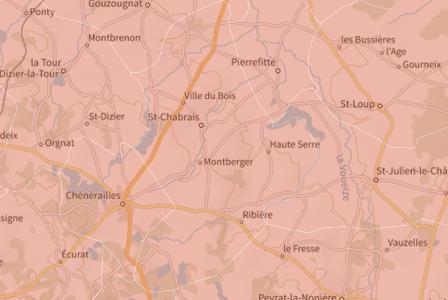 Gouzougnat
Ponty
Montbrenon
les Bussières
l'Age
la Tour
Pierrefitte
Gourneix
Dizier-la-Tour
Ville du Bois
St-Loup
St-Dizier
St-Chabrais
deix
Orgnat
Haute Serre
Montberger
la Voueize
St-Julien-le-Châ
Chénérailles
signe
Ribière
Écurat
le Fresse
Vauzelles
Peyrat-la-Nonière